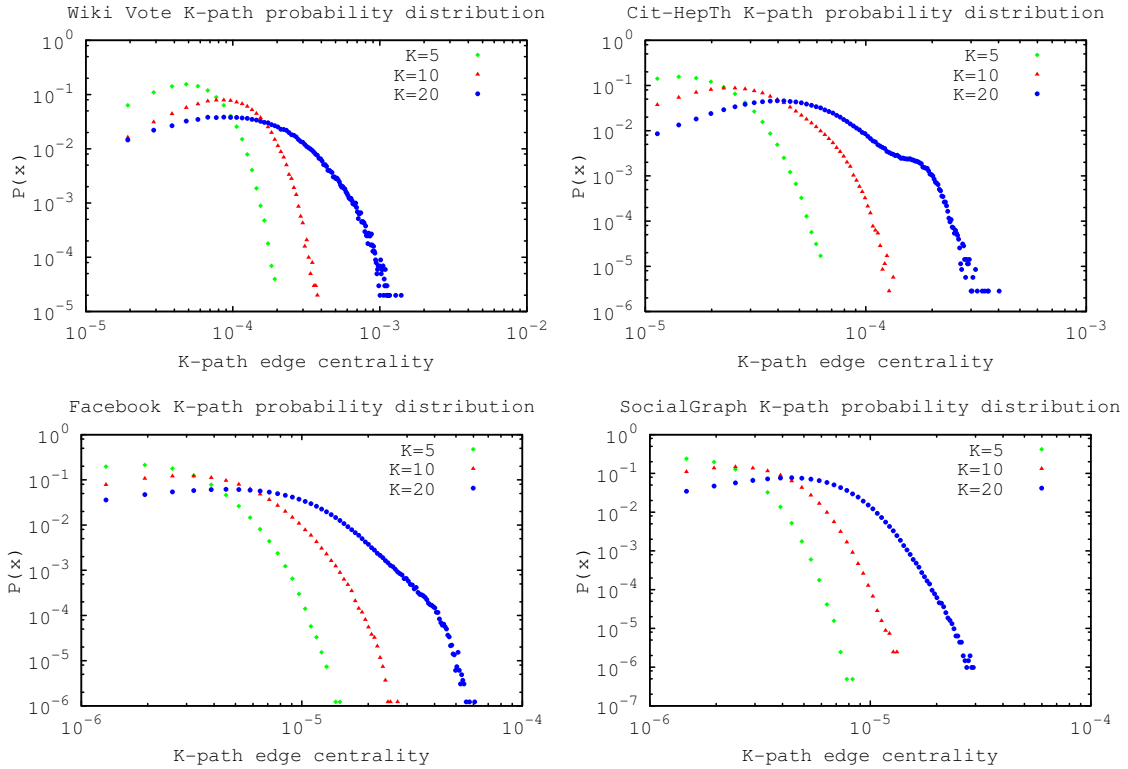 Wiki Vote K-path probability distribution
10^0
10^-1
10^-2
10^-3
10^-4
10^-5
P(x)
K=5
K=10
K=20
10^-5
10^-4
10^-3
10^-2
K-path edge centrality
Cit-HepTh K-path probability distribution
10^0
10^-1
10^-2
10^-3
10^-4
10^-5
10^-6
P(x)
K=5
K=10
K=20
10^-5
10^-4
10^-3
K-path edge centrality
Facebook K-path probability distribution
10^0
10^-1
10^-2
10^-3
10^-4
10^-5
10^-6
P(x)
K=5
K=10
K=20
10^-6
10^-5
10^-4
K-path edge centrality
SocialGraph K-path probability distribution
10^0
10^-1
10^-2
10^-3
10^-4
10^-5
10^-6
10^-7
P(x)
K=5
K=10
K=20
10^-6
10^-5
10^-4
K-path edge centrality